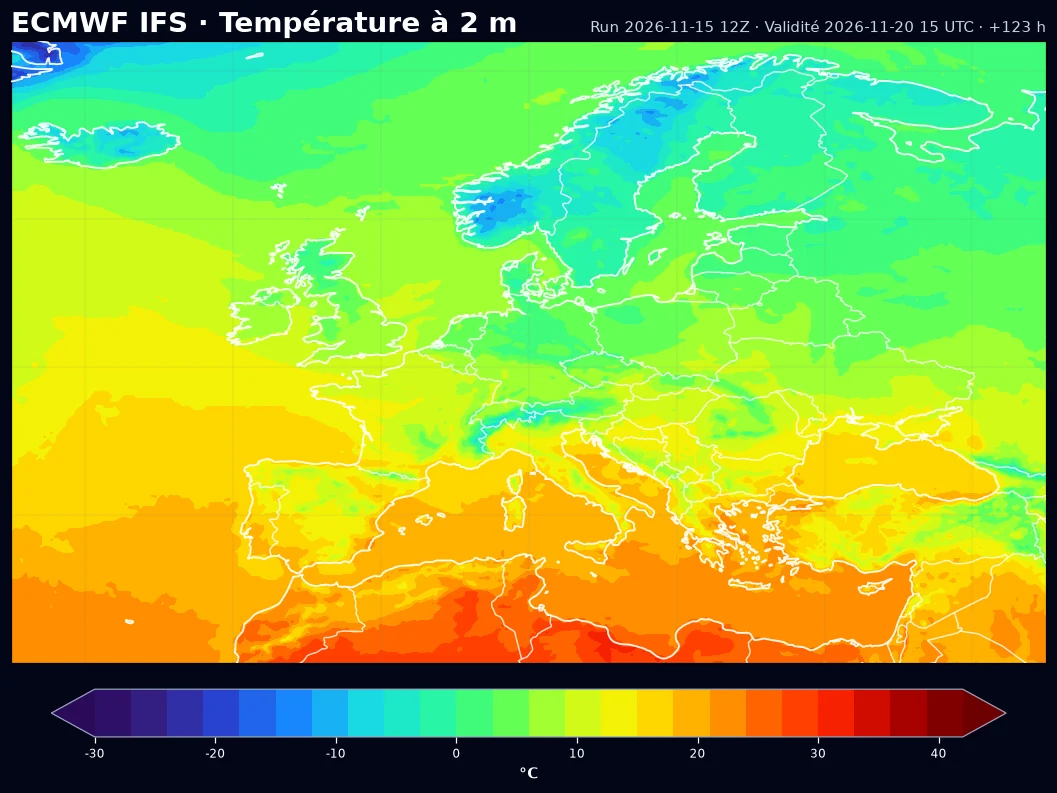 ECMWF IFS · Température à 2 m
Run 2026-11-15 12Z · Validité 2026-11-20 15 UTC · +123 h
-30 -20 -10 0 10 20 30 40
°C